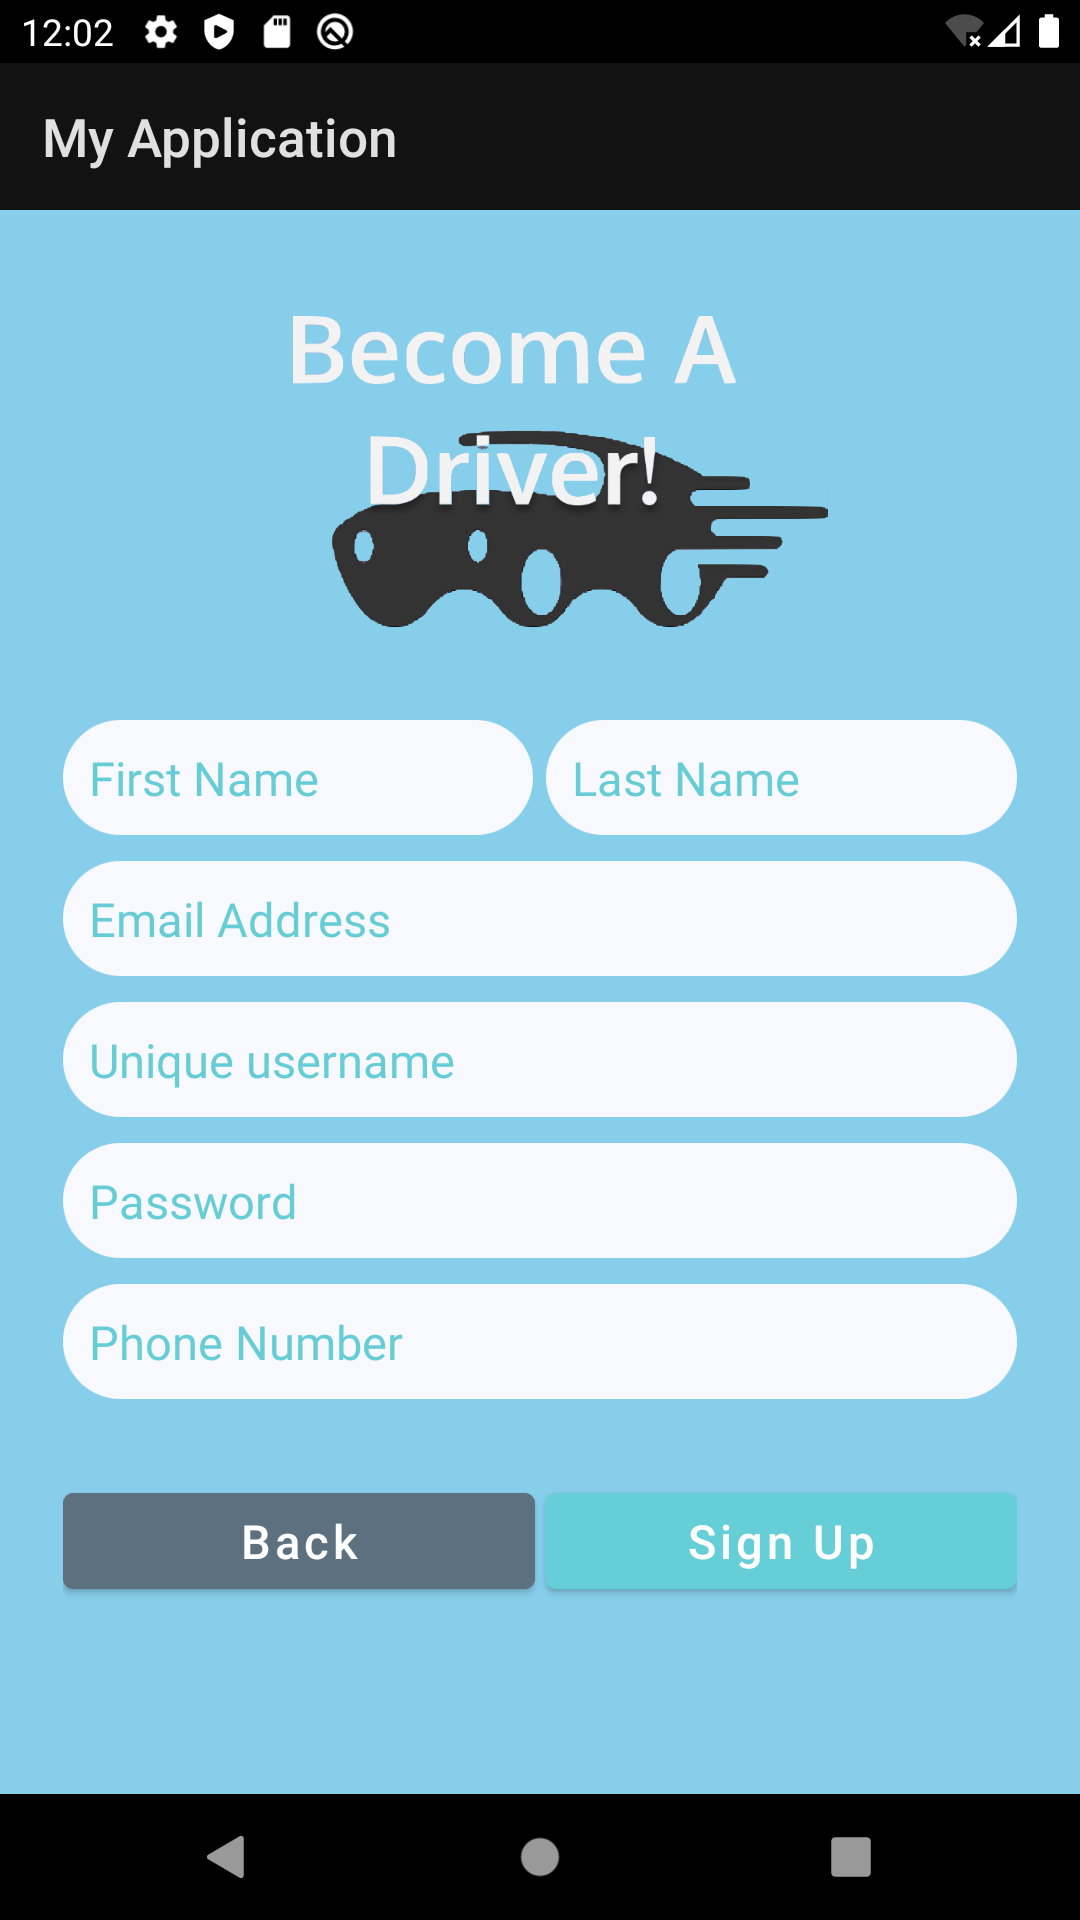 12:02
My Application
Become A
Driver!
First Name
Last Name
Email Address
Unique username
Password
Phone Number
Back
Sign Up